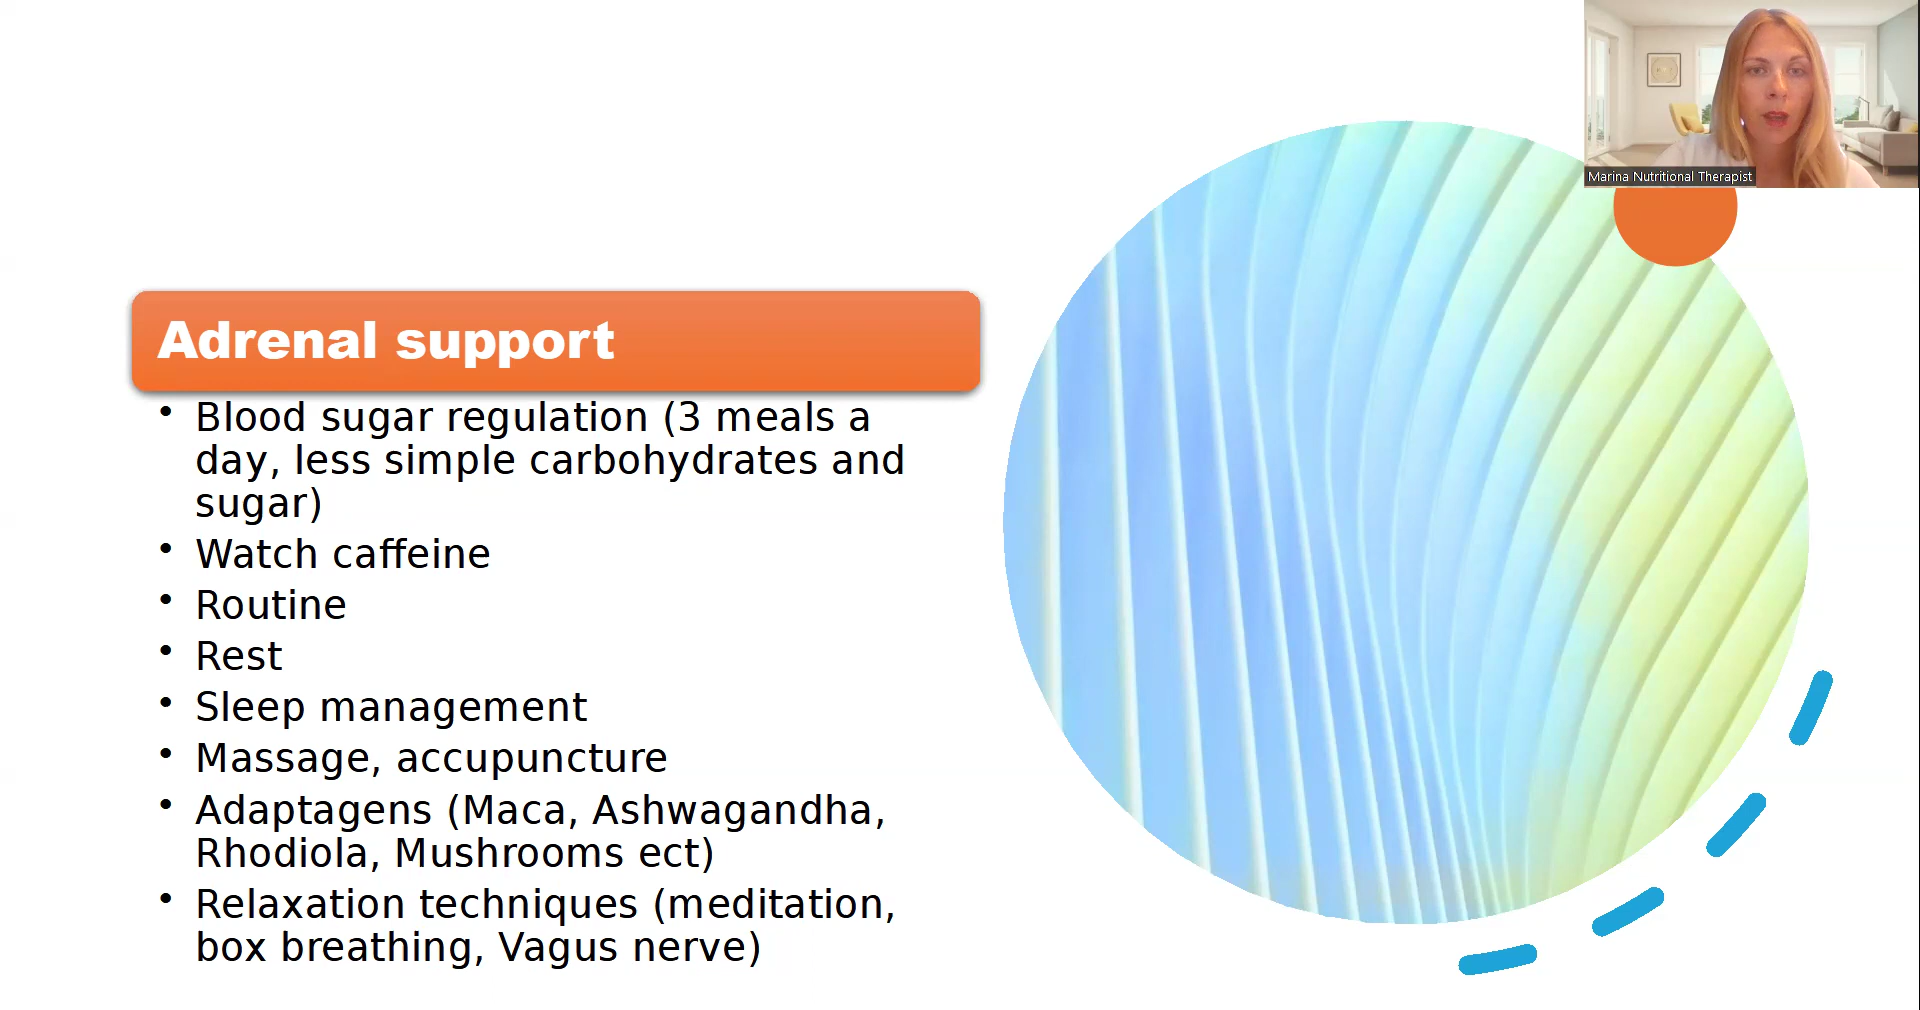 Marina Nutritional Therapist
Adrenal support
• Blood sugar regulation (3 meals a
day, less simple carbohydrates and
sugar)
• Watch caffeine
• Routine
• Rest
• Sleep management
• Massage, accupuncture
• Adaptagens (Maca, Ashwagandha,
Rhodiola, Mushrooms ect)
• Relaxation techniques (meditation,
box breathing, Vagus nerve)